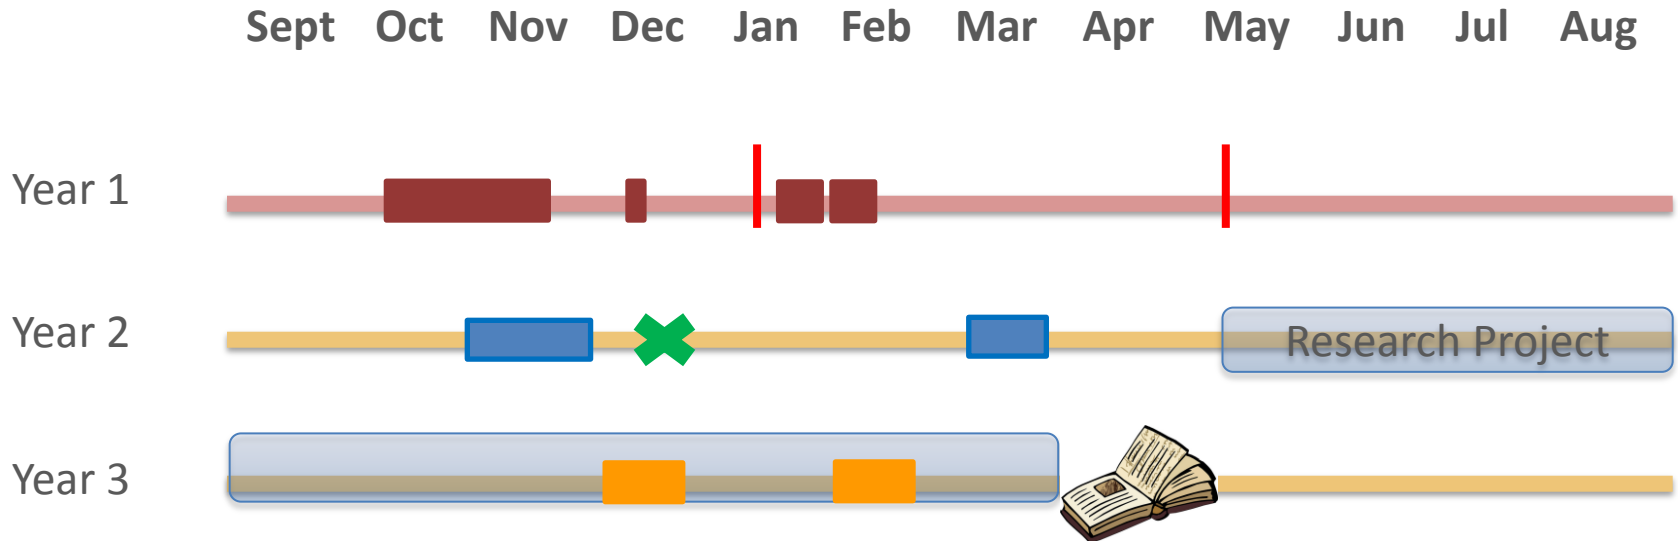 Sept Oct Nov Dec Jan Feb Mar Apr May Jun Jul Aug
Year 1
Year 2
Research Project
Year 3